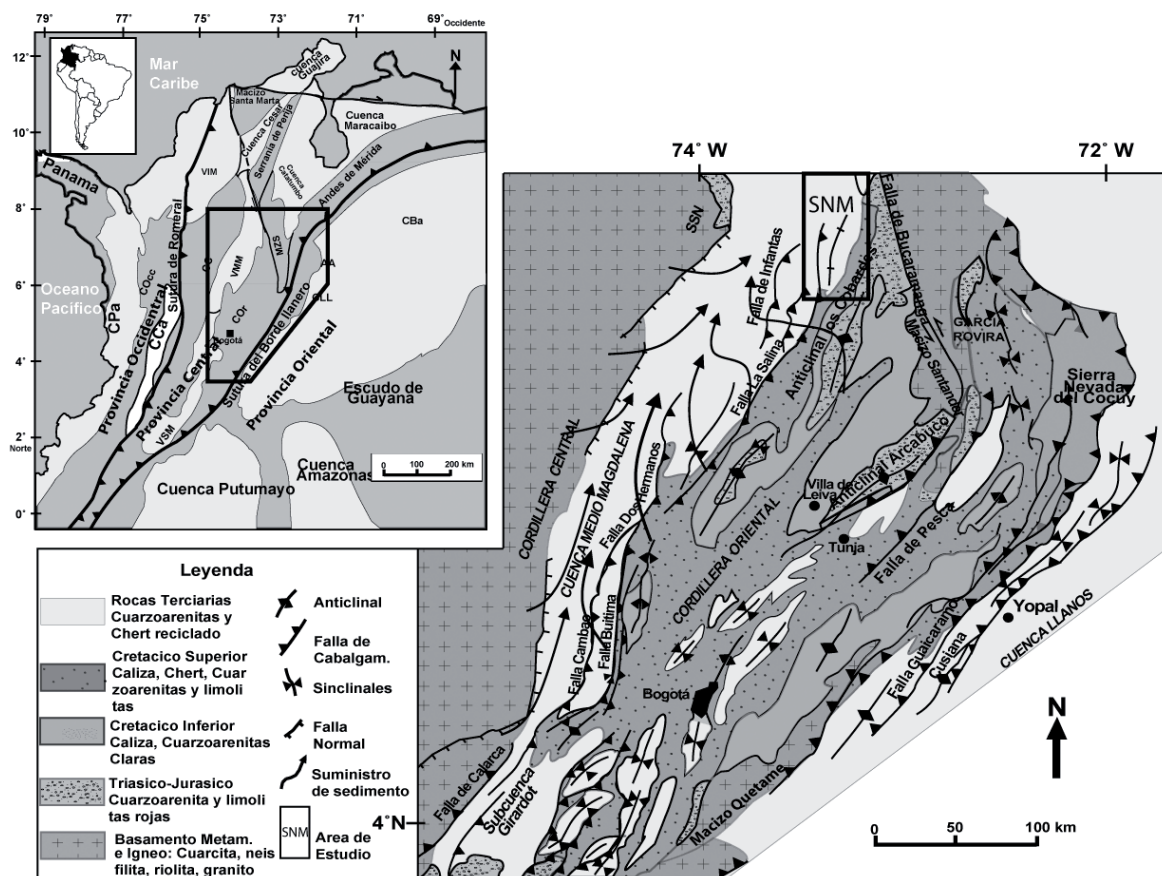 79°
77°
75°
73°
71°
69° Occidente
12°
10°
8°
6°
4°
2°
Norte
0°
Mar
Caribe
N
Cuenca
Guajira
Macizo
Santa Marta
Cuenca Cesar
Serrania de Perija
Cuenca
Maracaibo
Cuenca
Catatumbo
Andes de Mérida
VIM
Panama
Sutura de Romeral
COcc
MZS
CBa
VMM
AA
Oceano
Pacífico
CPa
CCa
COr
Bogotá
Provincia Occidental
Provincia Central
Sutura del Borde llanero
Provincia Oriental
Escudo de
Guayana
VSM
Cuenca
Amazonas
Cuenca Putumayo
0 100 200 km
74° W
72° W
SSN
SNM
Falla de Bucaramanga
Falla de Infantas
Anticlinal Los Cobardes
Falla La Salina
GARCIA
ROVIRA
Macizo Santander
Sierra
Nevada
del Cocuy
CORDILLERA CENTRAL
CUENCA MEDIO MAGDALENA
Falla Dos Hermanos
Anticlinal Arcabuco
Villa de
Leiva
Tunja
Falla de Pesca
CORDILLERA ORIENTAL
Yopal
CUENCA LLANOS
Falla Cambao
Falla Buitima
Falla Guaicaramo
Cusiana
Bogotá
N
Falla de Cajarca
Subcuenca
Girardot
Macizo Quetame
4°N
0 50 100 km
Leyenda
Rocas Terciarias
Cuarzoarenitas y
Chert reciclado
Cretacico Superior
Caliza, Chert, Cuar
zoarenitas y limoli
tas
Cretacico Inferior
Caliza, Cuarzoarenitas
Claras
Triasico-Jurasico
Cuarzoarenita y limoli
tas rojas
Basamento Metam.
e Igneo: Cuarcita, neis
filita, riolita, granito
Anticlinal
Falla de
Cabalgam.
Sinclinales
Falla
Normal
Suministro
de sedimento
SNM
Area de
Estudio